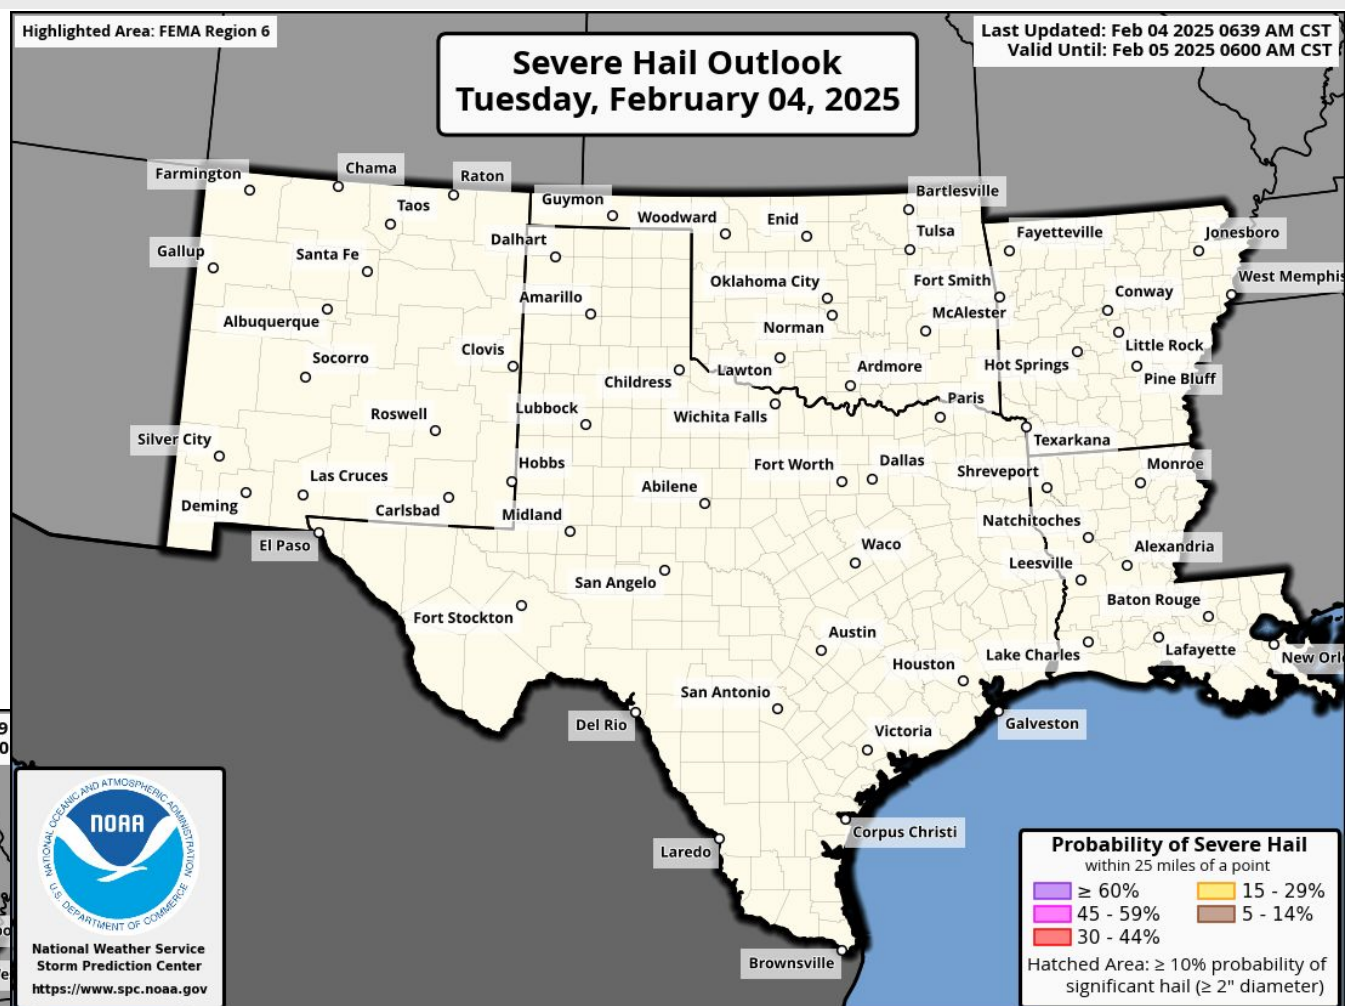 Highlighted Area: FEMA Region 6
Last Updated: Feb 04 2025 0639 AM CST
Valid Until: Feb 05 2025 0600 AM CST
Severe Hail Outlook
Tuesday, February 04, 2025
Farmington
Chama
Raton
Taos
Guymon
Woodward
Enid
Bartlesville
Tulsa
Fayetteville
Jonesboro
Gallup
Santa Fe
Dalhart
Oklahoma City
Fort Smith
West Memphis
Amarillo
Conway
Albuquerque
Norman
McAlester
Little Rock
Socorro
Clovis
Childress
Lawton
Ardmore
Hot Springs
Pine Bluff
Roswell
Lubbock
Wichita Falls
Paris
Silver City
Texarkana
Las Cruces
Hobbs
Fort Worth
Dallas
Shreveport
Monroe
Deming
Carlsbad
Midland
Abilene
Natchitoches
El Paso
Waco
Alexandria
San Angelo
Leesville
Fort Stockton
Baton Rouge
Austin
Lake Charles
Lafayette
New Orl
Houston
San Antonio
Del Rio
Galveston
Victoria
Corpus Christi
Laredo
Brownsville
9
0
NATIONAL OCEANIC AND ATMOSPHERIC ADMINISTRATION
NOAA
U.S. DEPARTMENT OF COMMERCE
National Weather Service
Storm Prediction Center
https://www.spc.noaa.gov
Probability of Severe Hail
within 25 miles of a point
≥ 60%
15 - 29%
45 - 59%
5 - 14%
30 - 44%
Hatched Area: ≥ 10% probability of
significant hail (≥ 2" diameter)